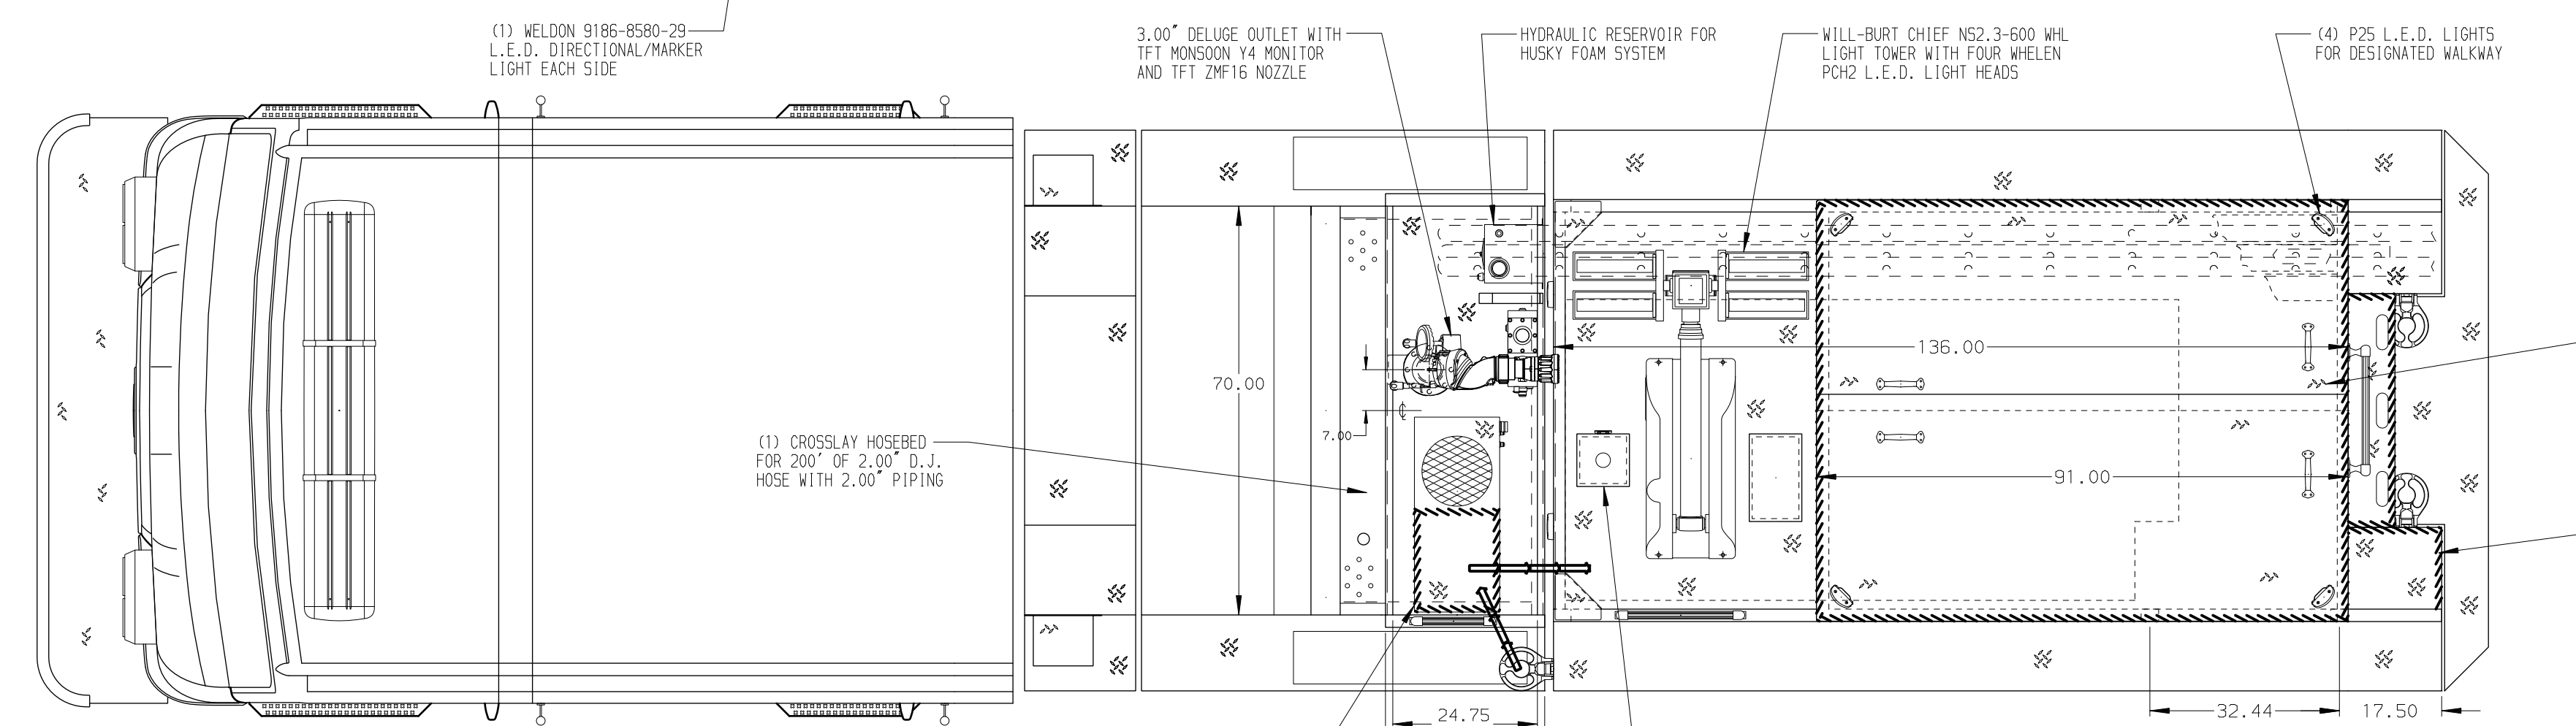 (1) WELDON 9186-8580-29
L.E.D. DIRECTIONAL/MARKER
LIGHT EACH SIDE
3.00" DELUGE OUTLET WITH
TFT MONSOON Y4 MONITOR
AND TFT ZMF16 NOZZLE
HYDRAULIC RESERVOIR FOR
HUSKY FOAM SYSTEM
WILL-BURT CHIEF NS2.3-600 WHL
LIGHT TOWER WITH FOUR WHELEN
PCH2 L.E.D. LIGHT HEADS
(4) P25 L.E.D. LIGHTS
FOR DESIGNATED WALKWAY
136.00
70.00
7.00
(1) CROSSLAY HOSEBED
FOR 200' OF 2.00" D.J.
HOSE WITH 2.00" PIPING
91.00
24.75
32.44
17.50